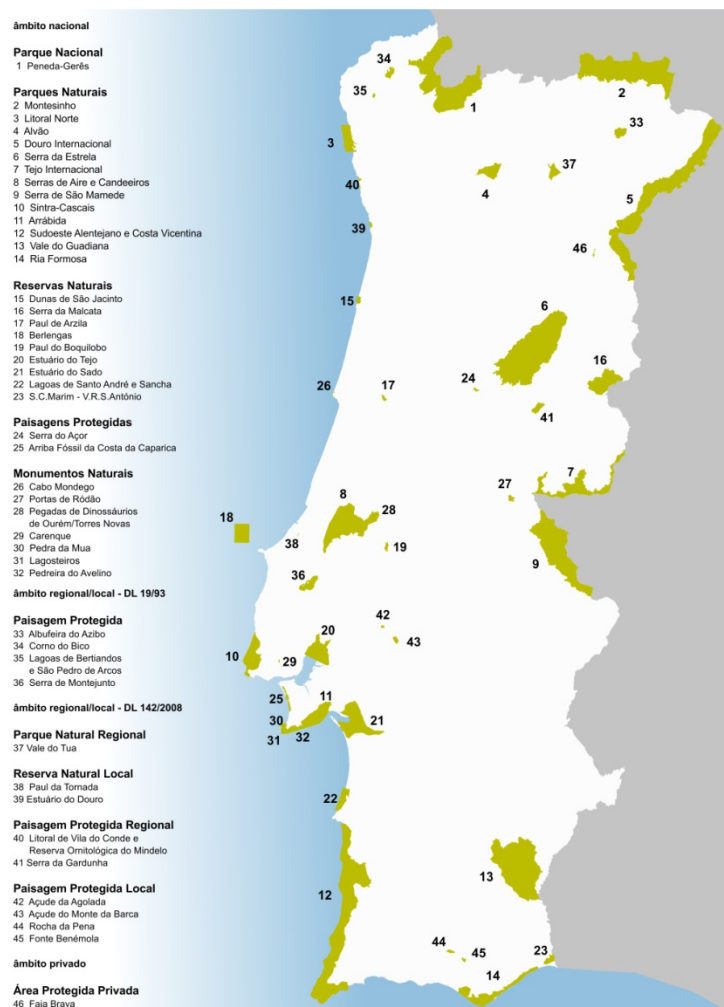 âmbito nacional
Parque Nacional
1 Peneda-Gerês
Parques Naturais
2 Montesinho
3 Litoral Norte
4 Alvão
5 Douro Internacional
6 Serra da Estrela
7 Tejo Internacional
8 Serras de Aire e Candeeiros
9 Serra de São Mamede
10 Sintra-Cascais
11 Arrábida
12 Sudoeste Alentejano e Costa Vicentina
13 Vale do Guadiana
14 Ria Formosa
Reservas Naturais
15 Dunas de São Jacinto
16 Serra da Malcata
17 Paul de Arzila
18 Berlengas
19 Paul do Boquilobo
20 Estuário do Tejo
21 Estuário do Sado
22 Lagoas de Santo André e Sancha
23 S.C.Marim - V.R.S.António
Paisagens Protegidas
24 Serra do Açor
25 Arriba Fóssil da Costa da Caparica
Monumentos Naturais
26 Cabo Mondego
27 Portas de Ródão
28 Pegadas de Dinossáurios
de Ourém/Torres Novas
29 Carenque
30 Pedra da Mua
31 Lagosteiros
32 Pedreira do Avelino
âmbito regional/local - DL 19/93
Paisagem Protegida
33 Albufeira do Azibo
34 Corno do Bico
35 Lagoas de Bertiandos
e São Pedro de Arcos
36 Serra de Montejunto
âmbito regional/local - DL 142/2008
Parque Natural Regional
37 Vale do Tua
Reserva Natural Local
38 Paul da Tornada
39 Estuário do Douro
Paisagem Protegida Regional
40 Litoral de Vila do Conde e
Reserva Ornitológica do Mindelo
41 Serra da Gardunha
Paisagem Protegida Local
42 Açude da Agolada
43 Açude do Monte da Barca
44 Rocha da Pena
45 Fonte Benémola
âmbito privado
Área Protegida Privada
46 Faia Brava
34
35
1
2
33
3
4
37
40
5
39
46
15
6
16
26
17
24
41
7
27
8
28
18
38
19
9
36
42
43
20
10
29
25
11
30
32
31
21
22
13
12
44
45
23
14